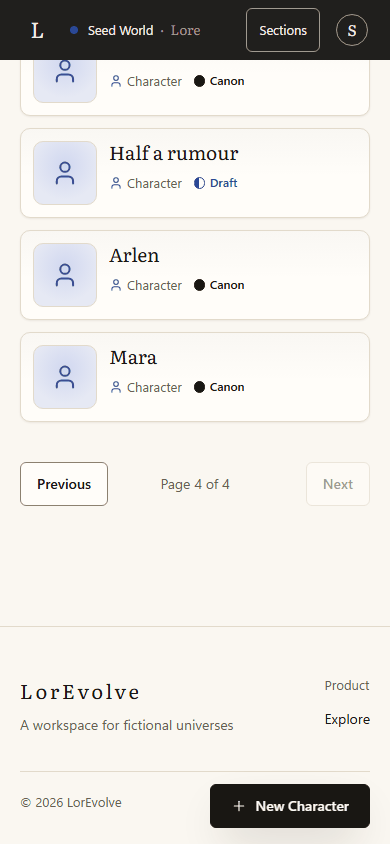 L
Seed World · Lore
Sections
S
Character Canon
Half a rumour
Character Draft
Arlen
Character Canon
Mara
Character Canon
Previous
Page 4 of 4
Next
LorEvolve
A workspace for fictional universes
Product
Explore
© 2026 LorEvolve
+ New Character